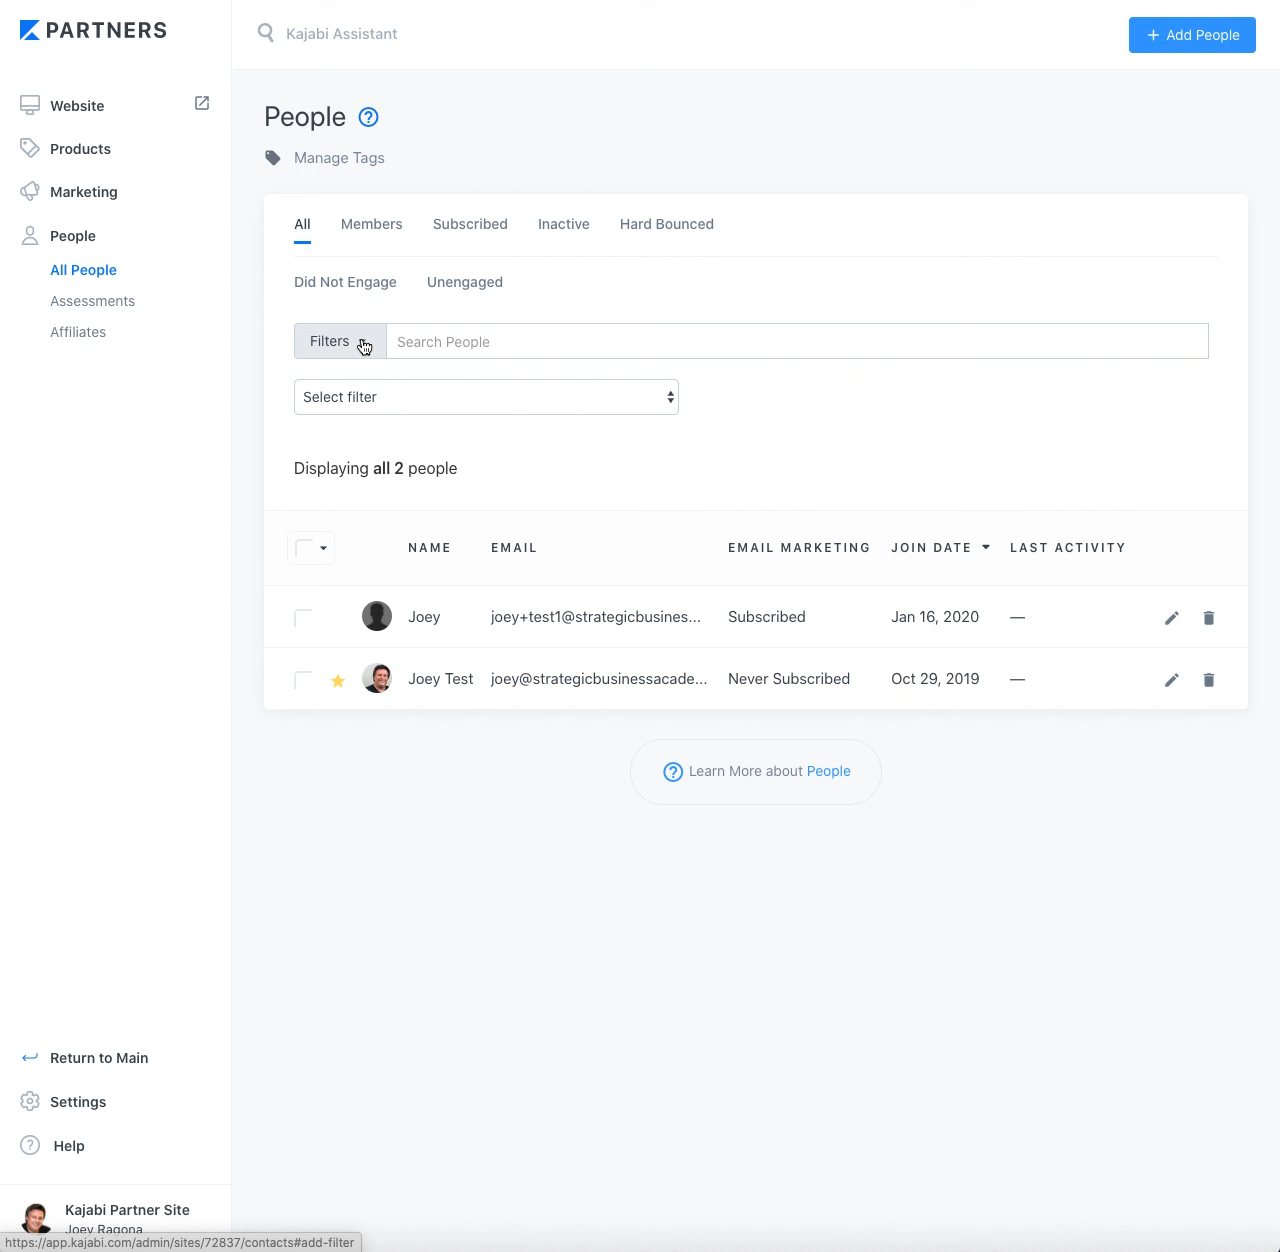 PARTNERS
Kajabi Assistant
+ Add People
Website
Products
Marketing
People
All People
Assessments
Affiliates
People ?
Manage Tags
All Members Subscribed Inactive Hard Bounced
Did Not Engage Unengaged
Filters Search People
Select filter
Displaying all 2 people
NAME EMAIL EMAIL MARKETING JOIN DATE LAST ACTIVITY
Joey joey+test1@strategicbusines... Subscribed Jan 16, 2020 —
Joey Test joey@strategicbusinessacade... Never Subscribed Oct 29, 2019 —
? Learn More about People
Return to Main
Settings
? Help
Kajabi Partner Site
Joey Ragona
https://app.kajabi.com/admin/sites/72837/contacts#add-filter